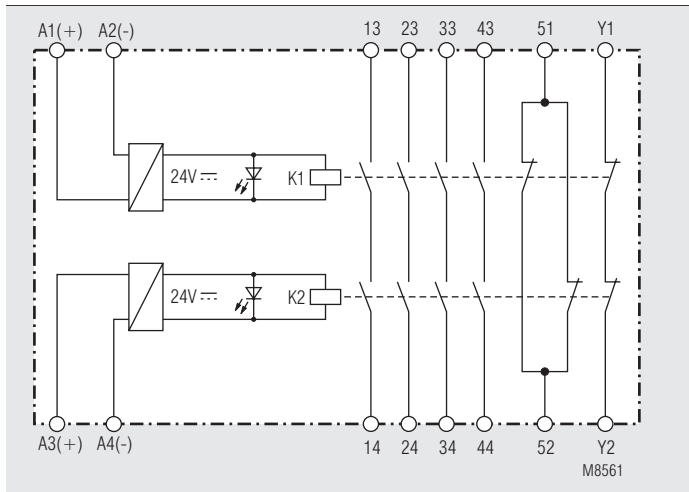 A1(+) A2(-) 13 23 33 43 51 Y1
24V K1
24V K2
A3(+) A4(-) 14 24 34 44 52 Y2
M8561